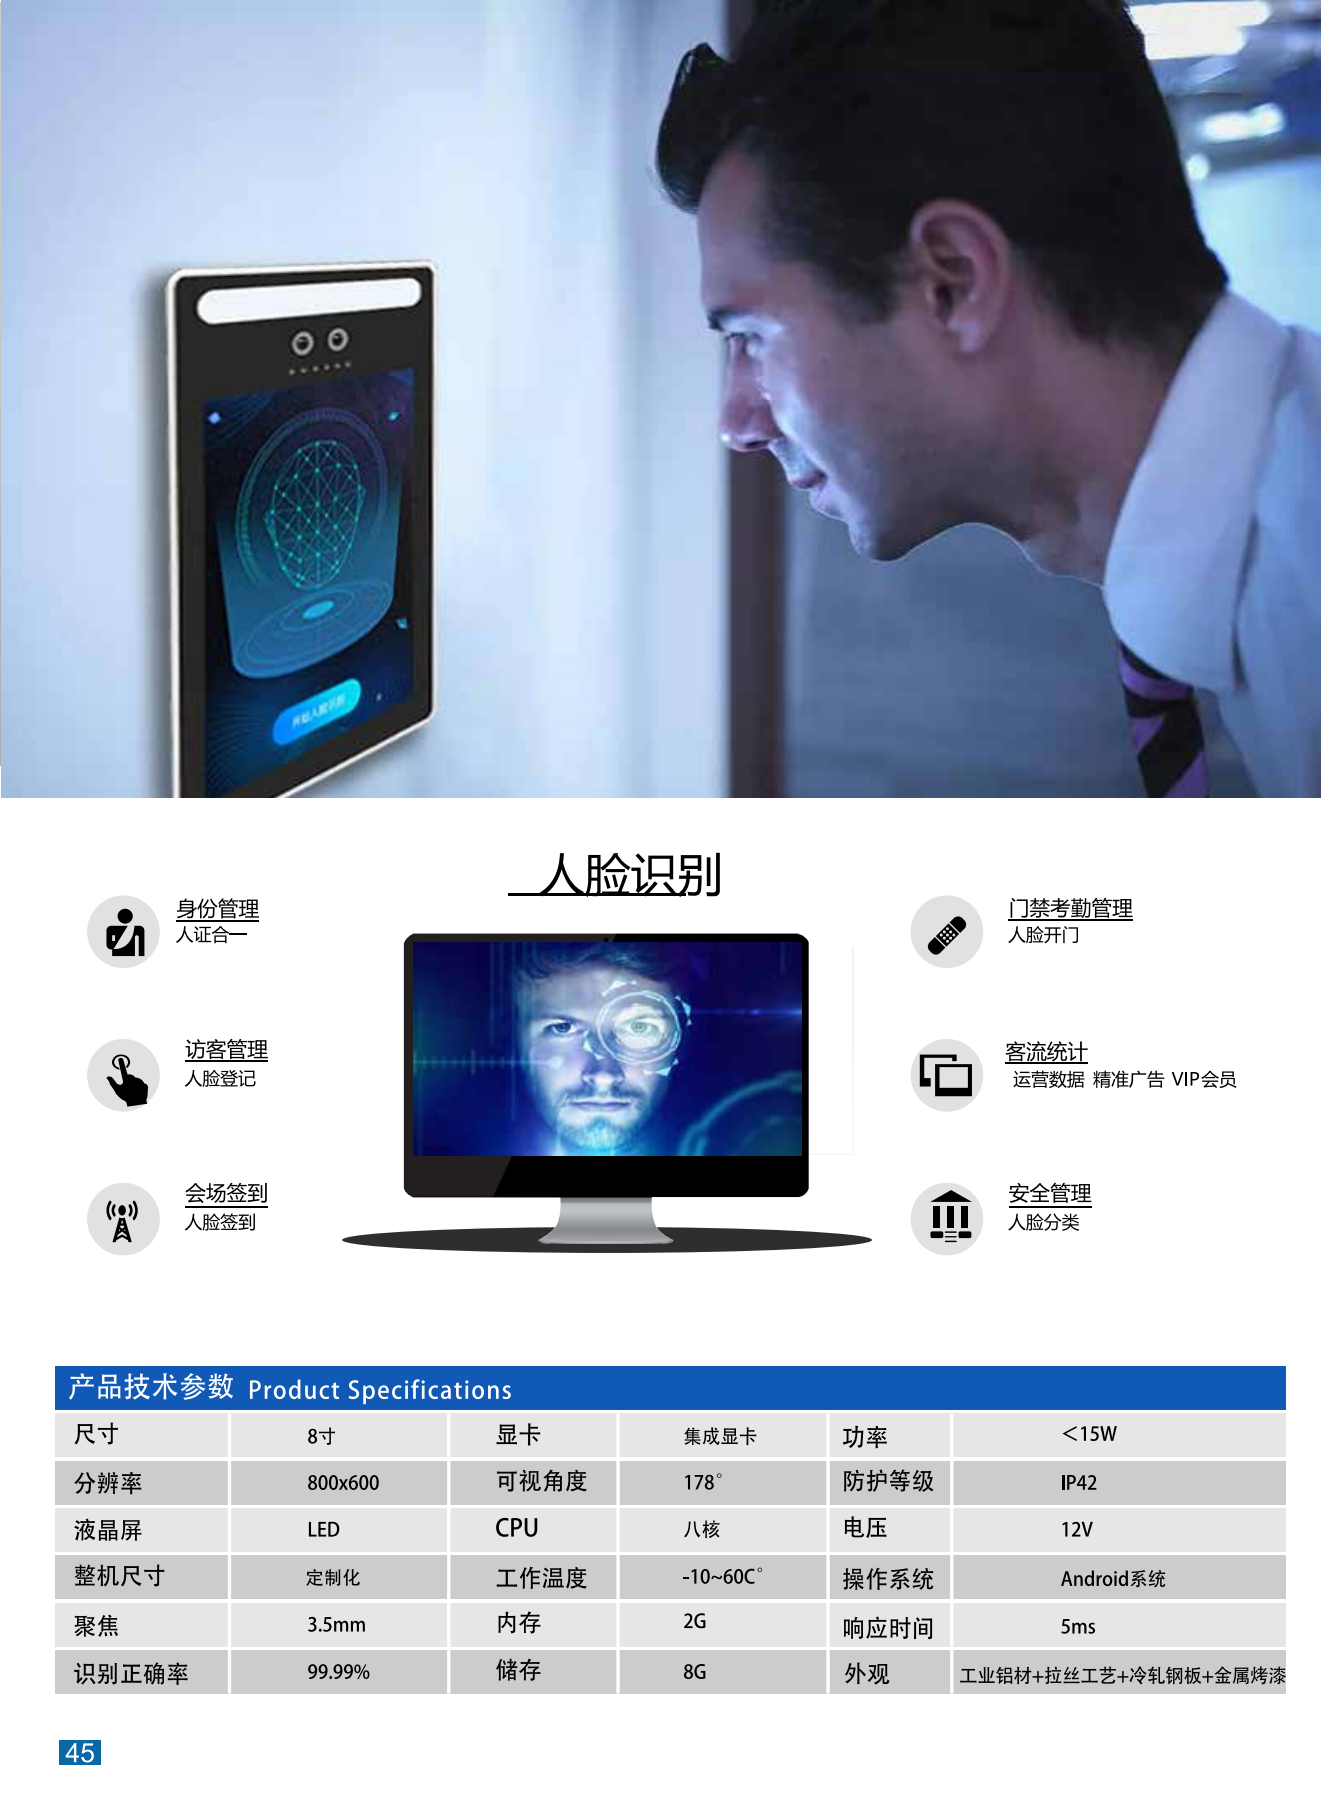 开始人脸识别
人脸识别
身份管理
人证合一
门禁考勤管理
人脸开门
访客管理
人脸登记
客流统计
运营数据 精准广告 VIP会员
会场签到
人脸签到
安全管理
人脸分类
产品技术参数 Product Specifications
尺寸 8寸 显卡 集成显卡 功率 <15W
分辨率 800x600 可视角度 178° 防护等级 IP42
液晶屏 LED CPU 八核 电压 12V
整机尺寸 定制化 工作温度 -10~60C° 操作系统 Android系统
聚焦 3.5mm 内存 2G 响应时间 5ms
识别正确率 99.99% 储存 8G 外观 工业铝材+拉丝工艺+冷轧钢板+金属烤漆
45